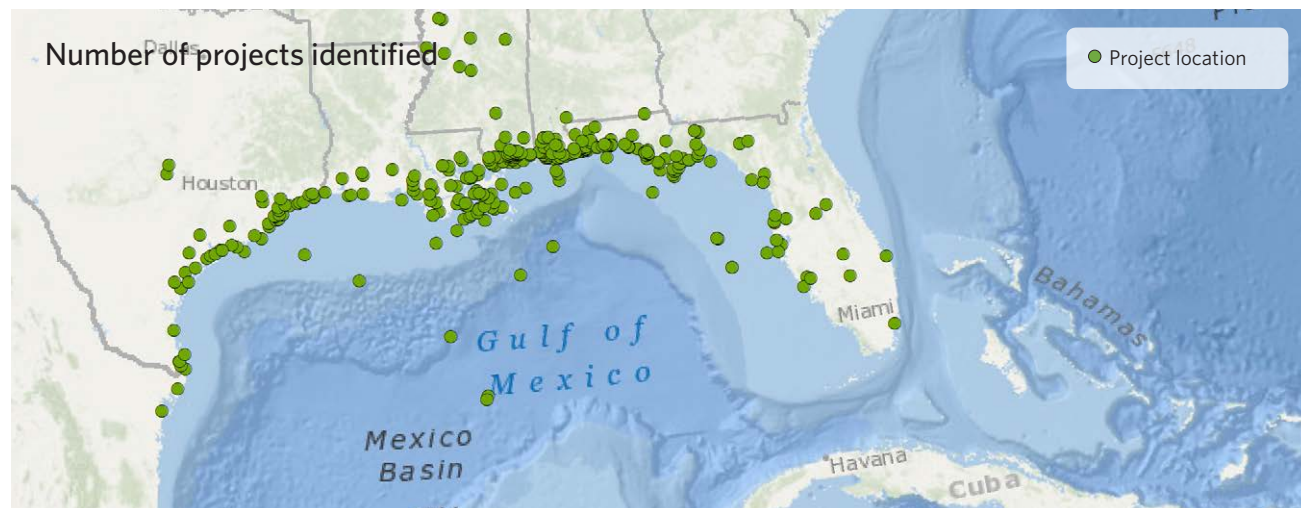 Number of projects identified
Dallas
Project location
Houston
Miami
Bahamas
Gulf of
Mexico
Mexico
Basin
Havana
Cuba